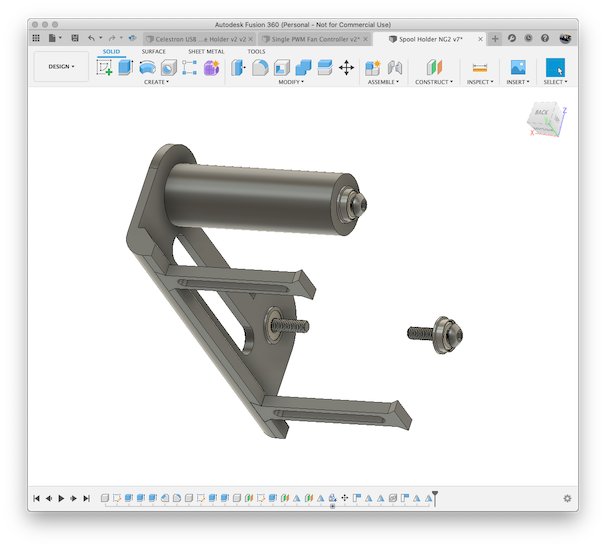 Autodesk Fusion 360 (Personal - Not for Commercial Use)
Celestron USB ... e Holder v2 v2
Single PWM Fan Controller v2*
Spool Holder NG2 v7*
SOLID SURFACE SHEET METAL TOOLS
DESIGN
CREATE MODIFY ASSEMBLE CONSTRUCT INSPECT INSERT SELECT
BACK
Z
X